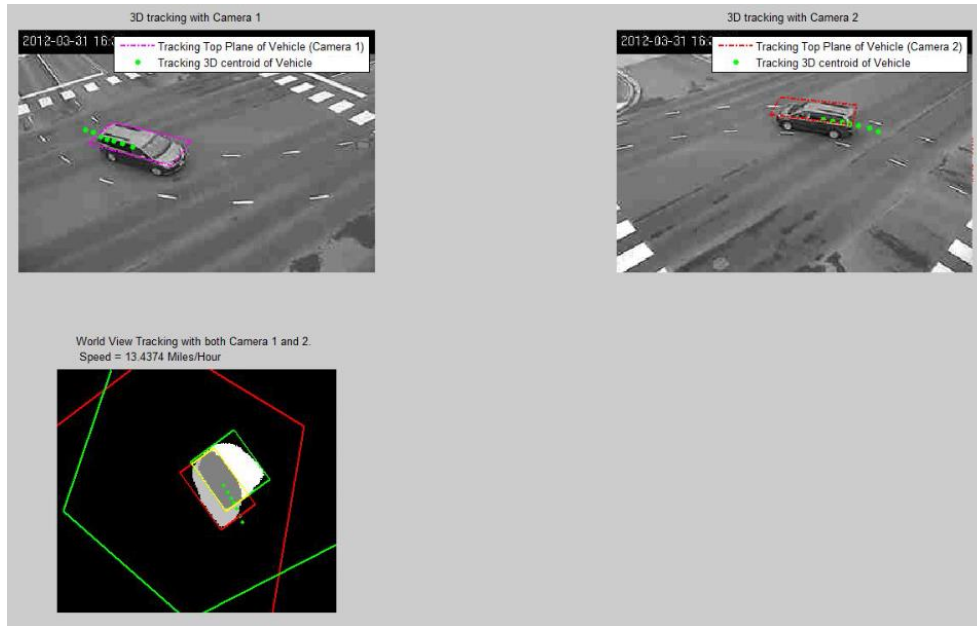 3D tracking with Camera 1
2012-03-31 16:
Tracking Top Plane of Vehicle (Camera 1)
Tracking 3D centroid of Vehicle
3D tracking with Camera 2
2012-03-31 16:
Tracking Top Plane of Vehicle (Camera 2)
Tracking 3D centroid of Vehicle
World View Tracking with both Camera 1 and 2.
Speed = 13.4374 Miles/Hour